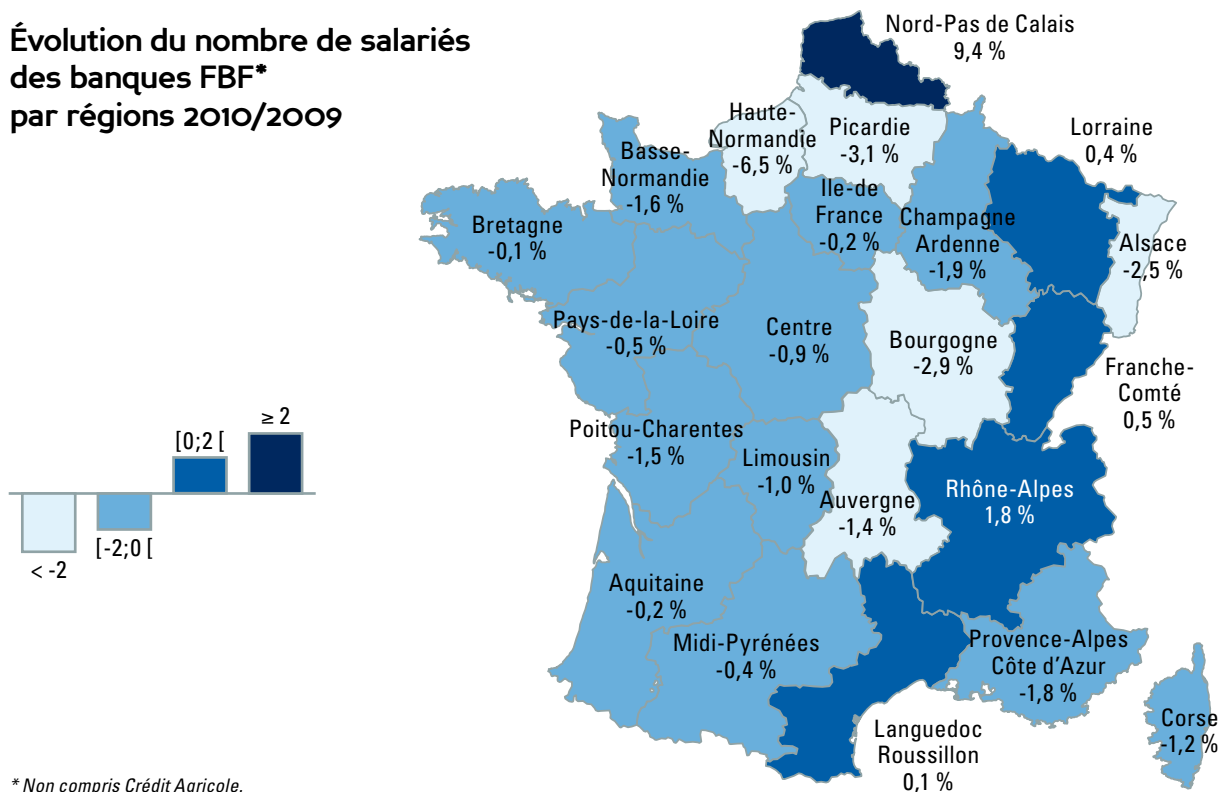 Évolution du nombre de salariés
des banques FBF*
par régions 2010/2009
Nord-Pas de Calais
9,4 %
Haute-
Normandie
-6,5 %
Picardie
-3,1 %
Lorraine
0,4 %
Basse-
Normandie
-1,6 %
Ile-de
France
-0,2 %
Champagne
Ardenne
-1,9 %
Alsace
-2,5 %
Bretagne
-0,1 %
Pays-de-la-Loire
-0,5 %
Centre
-0,9 %
Bourgogne
-2,9 %
Franche-
Comté
0,5 %
Poitou-Charentes
-1,5 %
Limousin
-1,0 %
Auvergne
-1,4 %
Rhône-Alpes
1,8 %
Aquitaine
-0,2 %
Midi-Pyrénées
-0,4 %
Provence-Alpes
Côte d'Azur
-1,8 %
Languedoc
Roussillon
0,1 %
Corse
-1,2 %
< -2
[-2;0 [
[0;2 [
≥ 2
* Non compris Crédit Agricole.